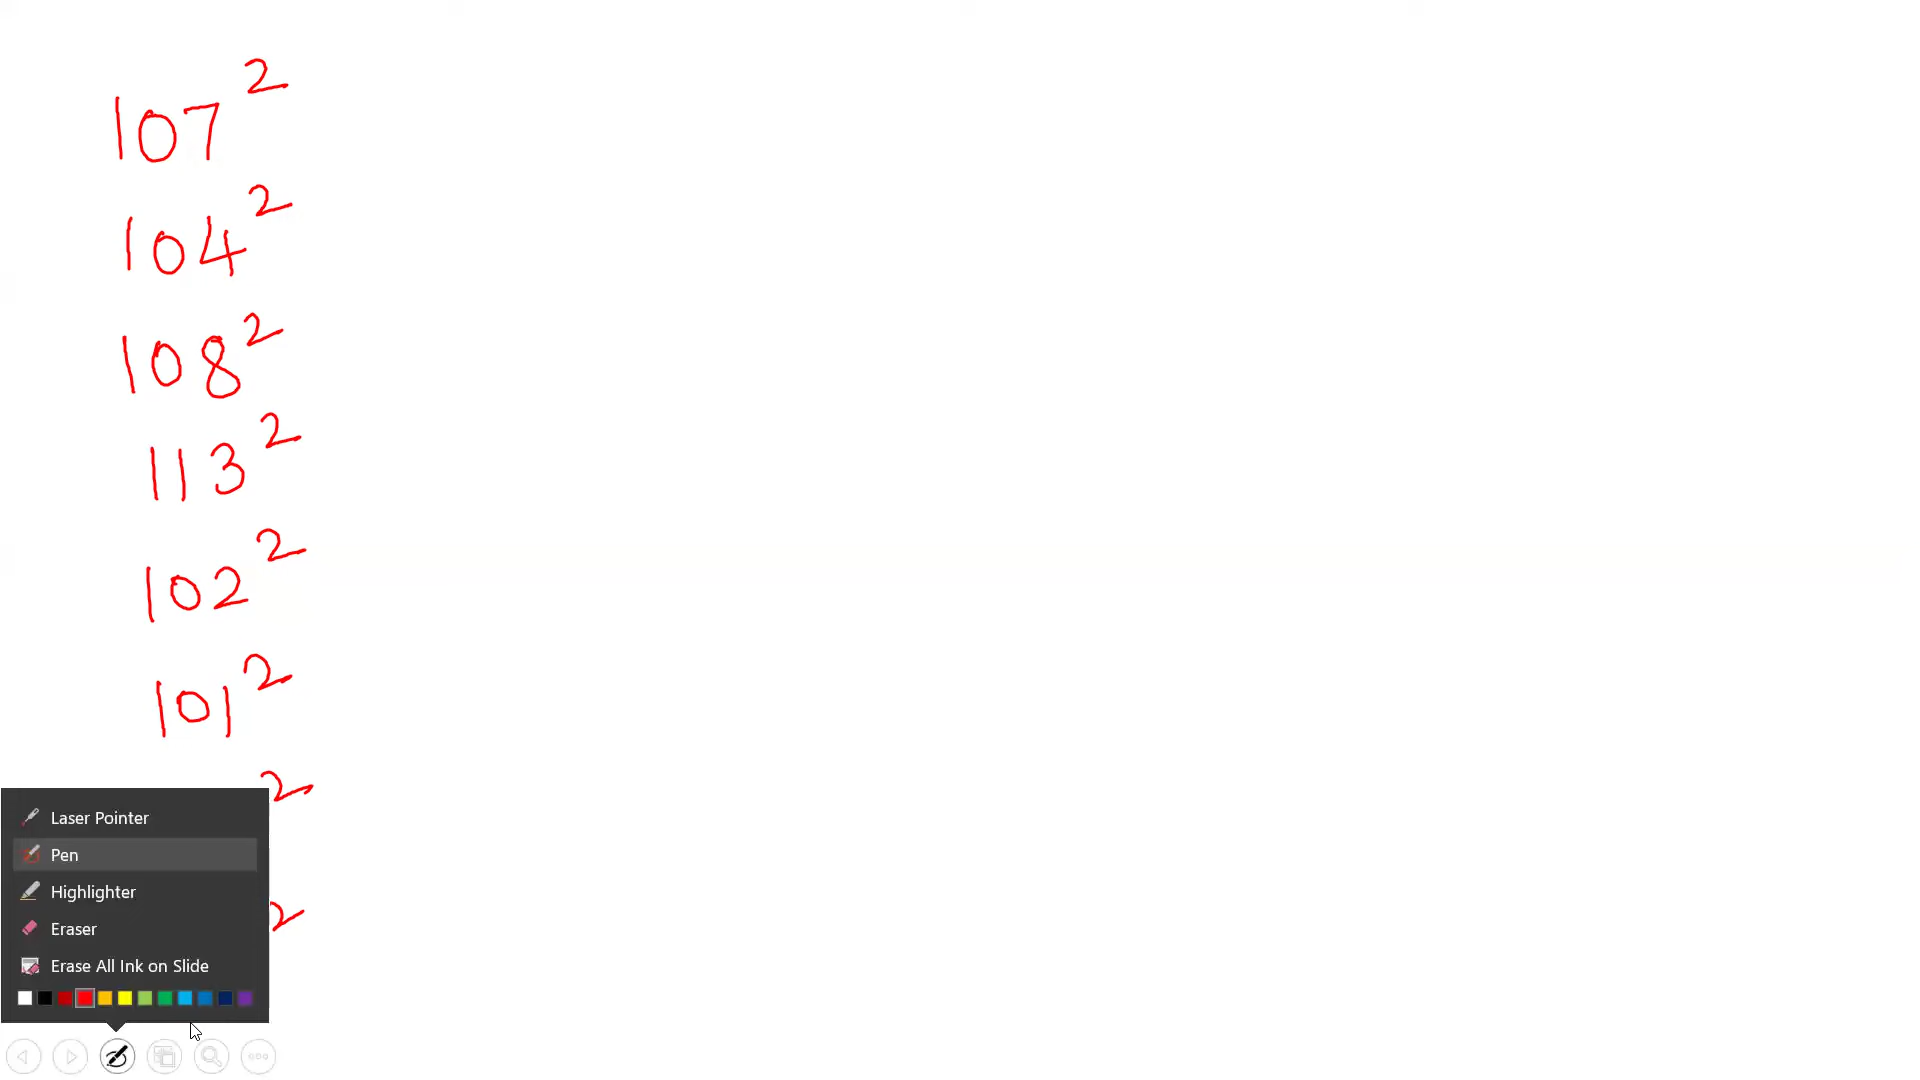 107²
104²
108²
113²
102²
101²
2
2
Laser Pointer
Pen
Highlighter
Eraser
Erase All Ink on Slide